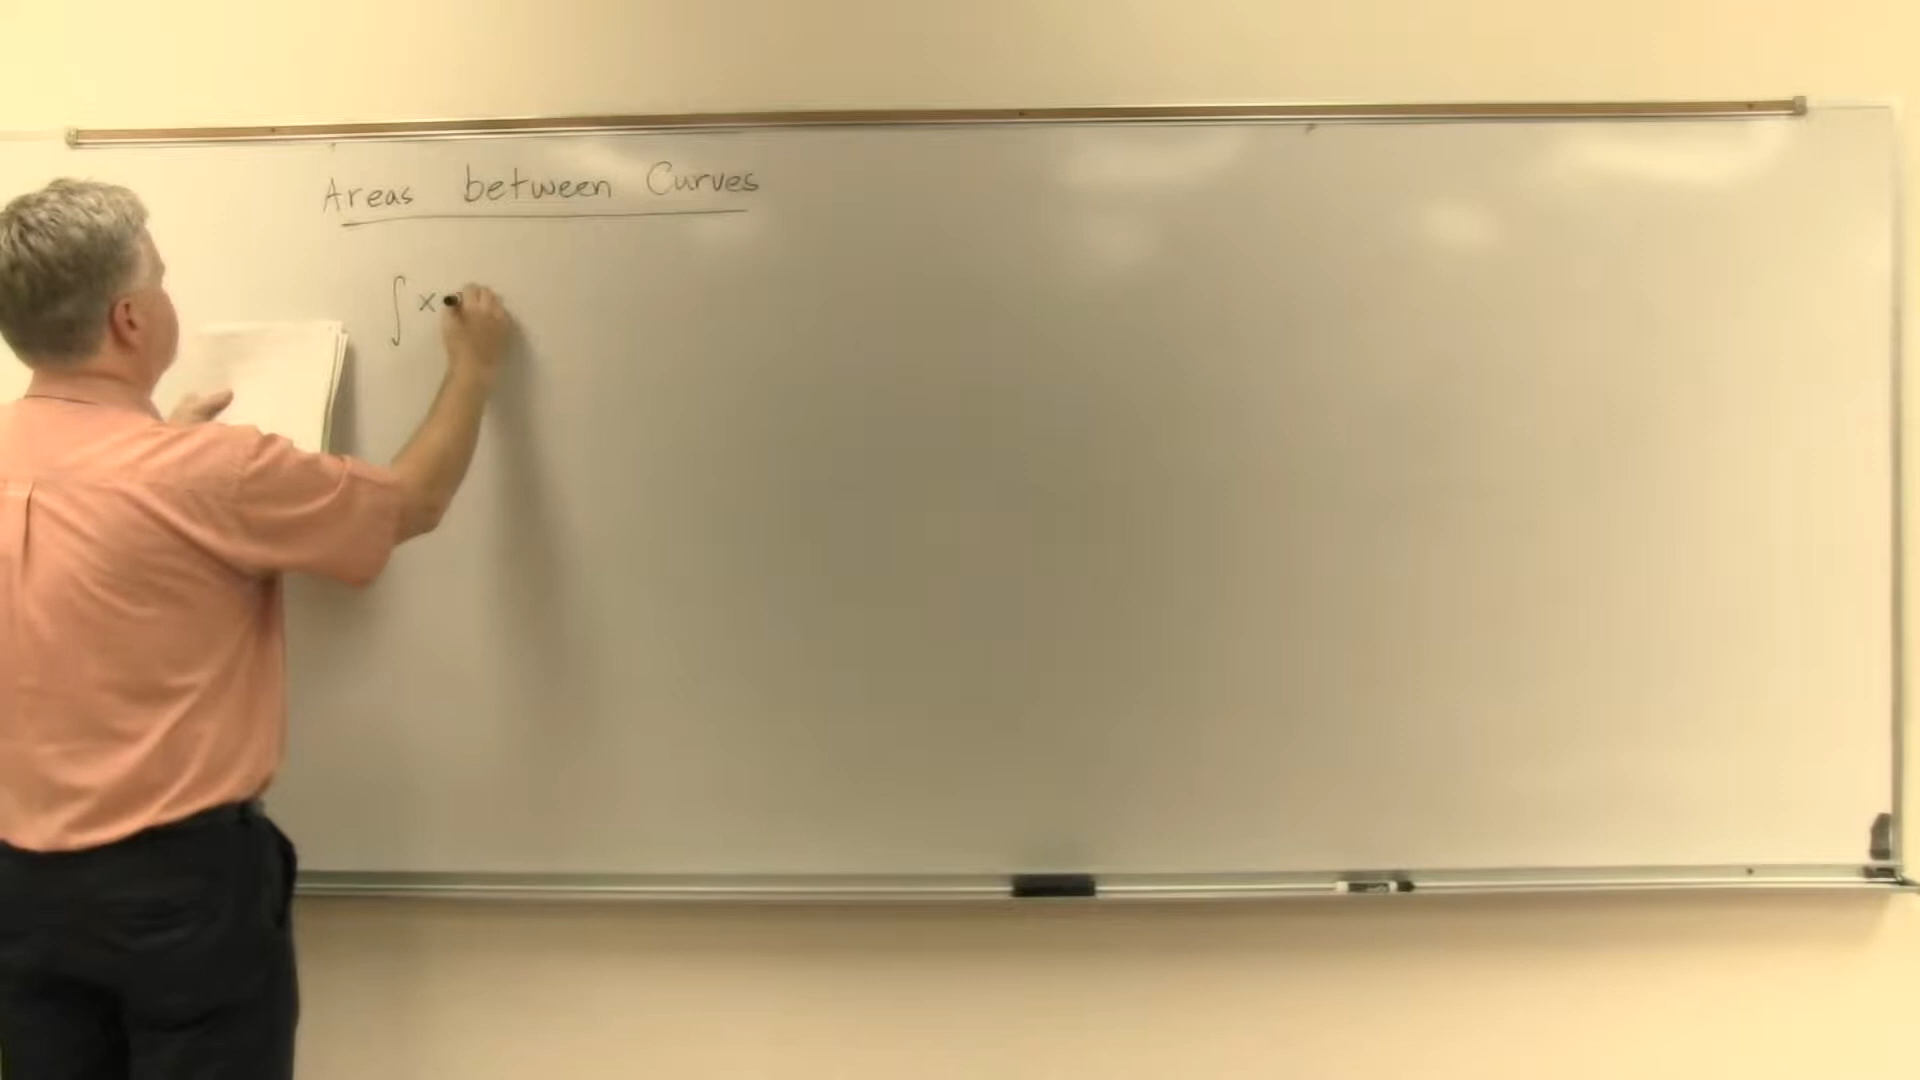 Areas between Curves
∫ x